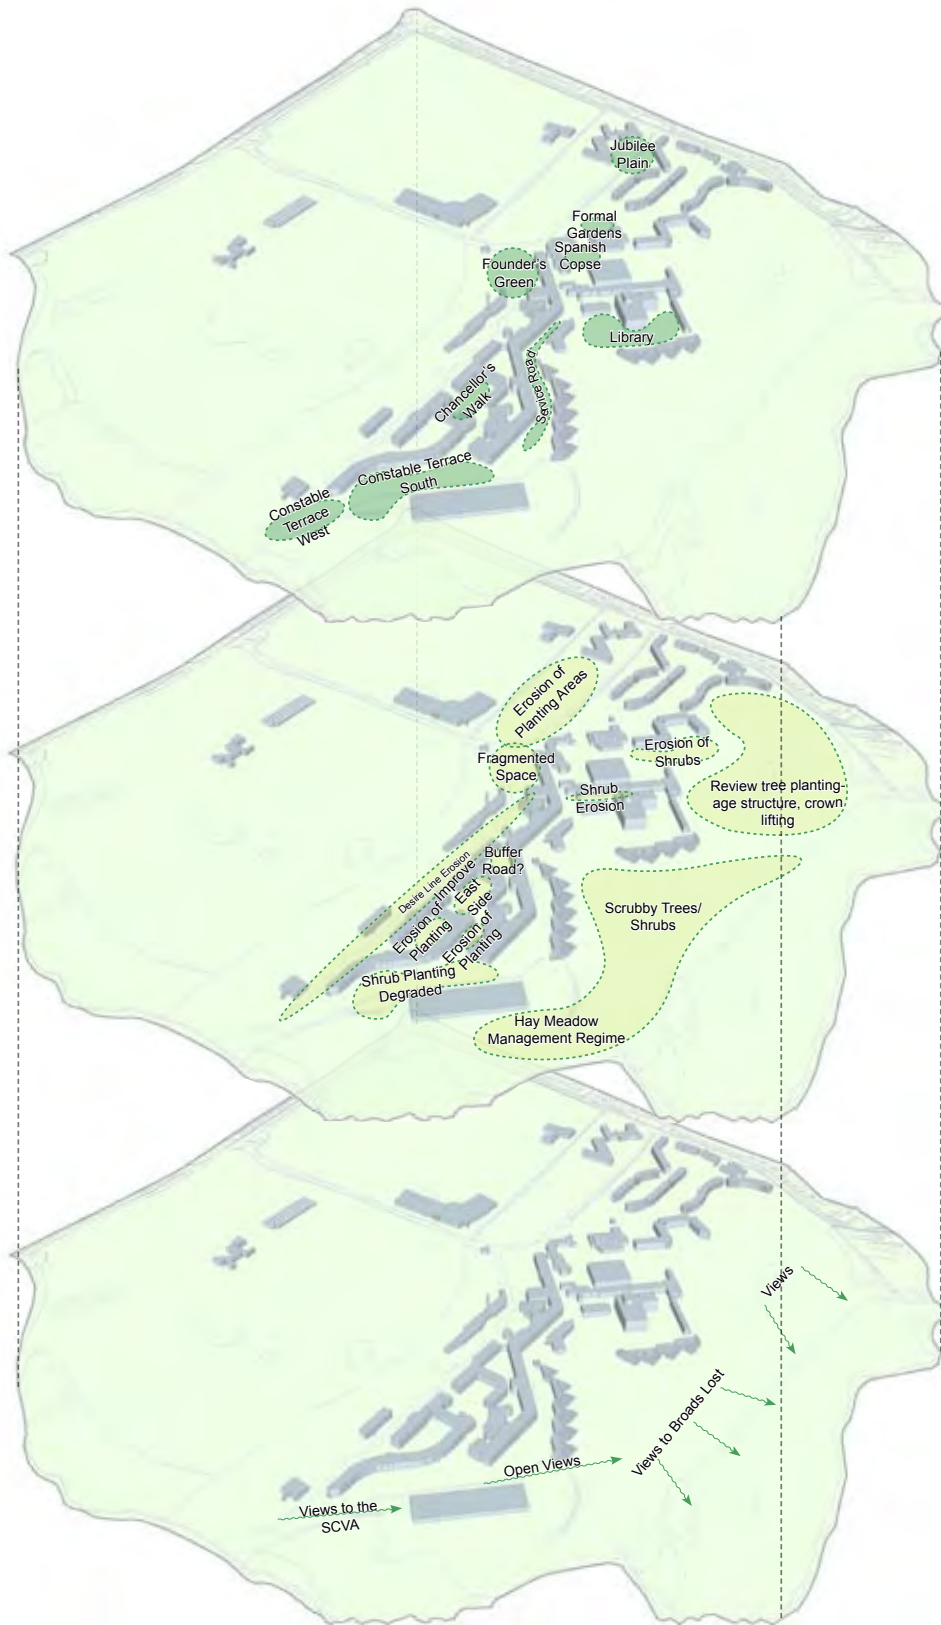 Jubilee
Plain
Formal
Gardens
Spanish
Copse
Founder's
Green
Library
Service Road
Chancellor's
Walk
Constable Terrace
South
Constable
Terrace
West
Erosion of
Planting Areas
Fragmented
Space
Erosion of
Shrubs
Shrub
Erosion
Review tree planting-
age structure, crown
lifting
Desire Line Erosion
Buffer
Road?
Improve
East
Side
Erosion of
Planting
Erosion of
Planting
Shrub Planting
Degraded
Scrubby Trees/
Shrubs
Hay Meadow
Management Regime
Views
Views to Broads Lost
Open Views
Views to the
SCVA